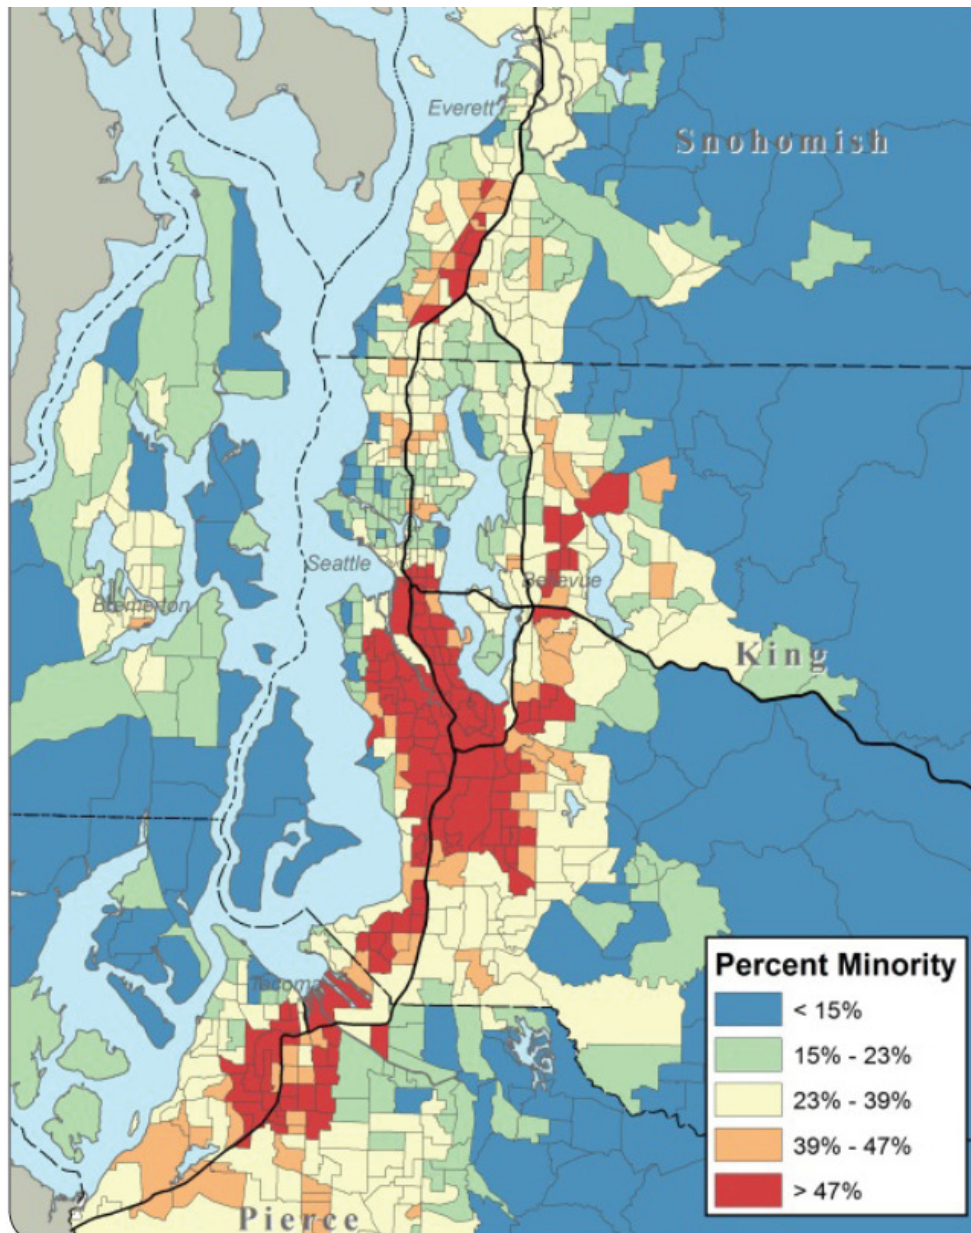 Everett
Snohomish
Seattle
Bellevue
Bremerton
King
Tacoma
Pierce
Percent Minority
< 15%
15% - 23%
23% - 39%
39% - 47%
> 47%